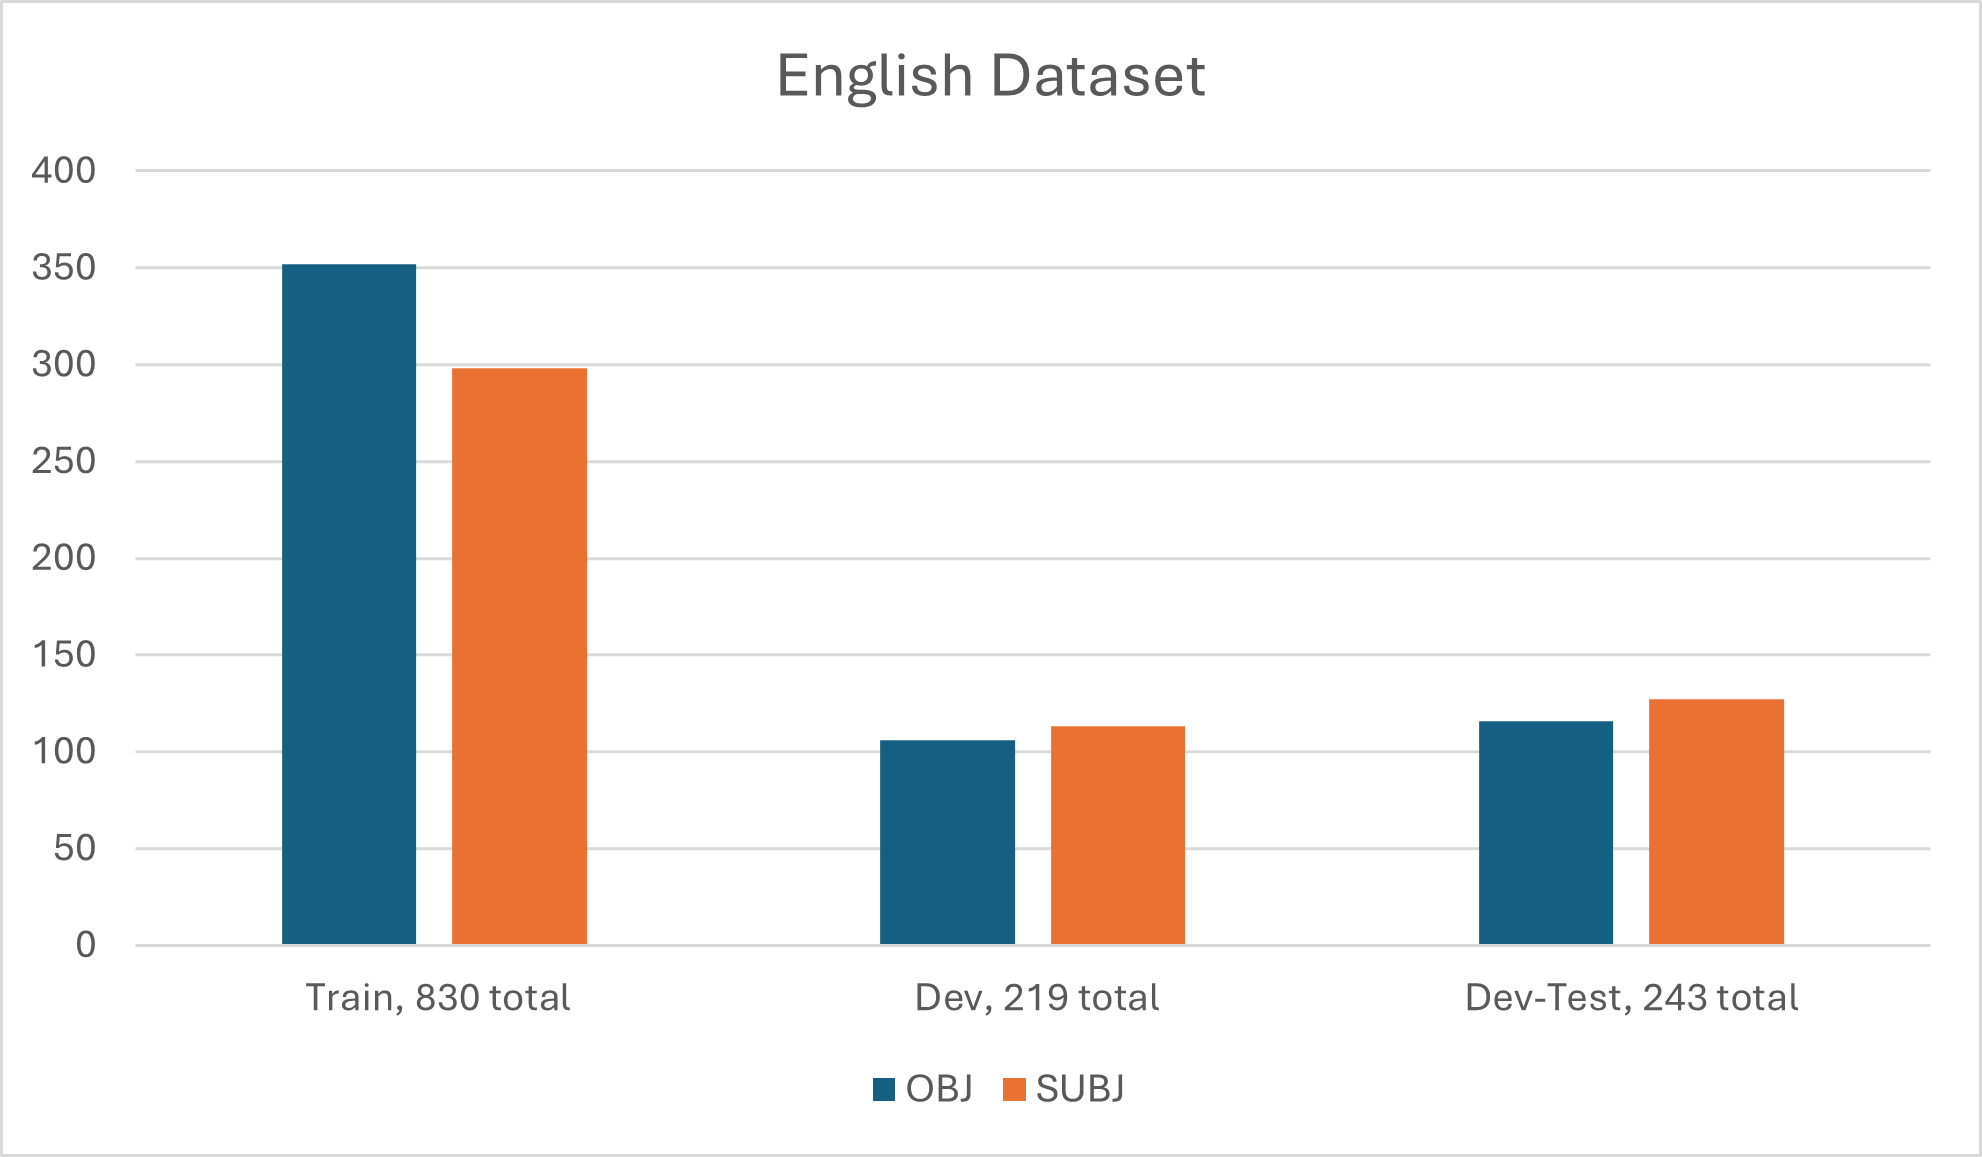 English Dataset
400
350
300
250
200
150
100
50
0
Train, 830 total
Dev, 219 total
Dev-Test, 243 total
OBJ
SUBJ